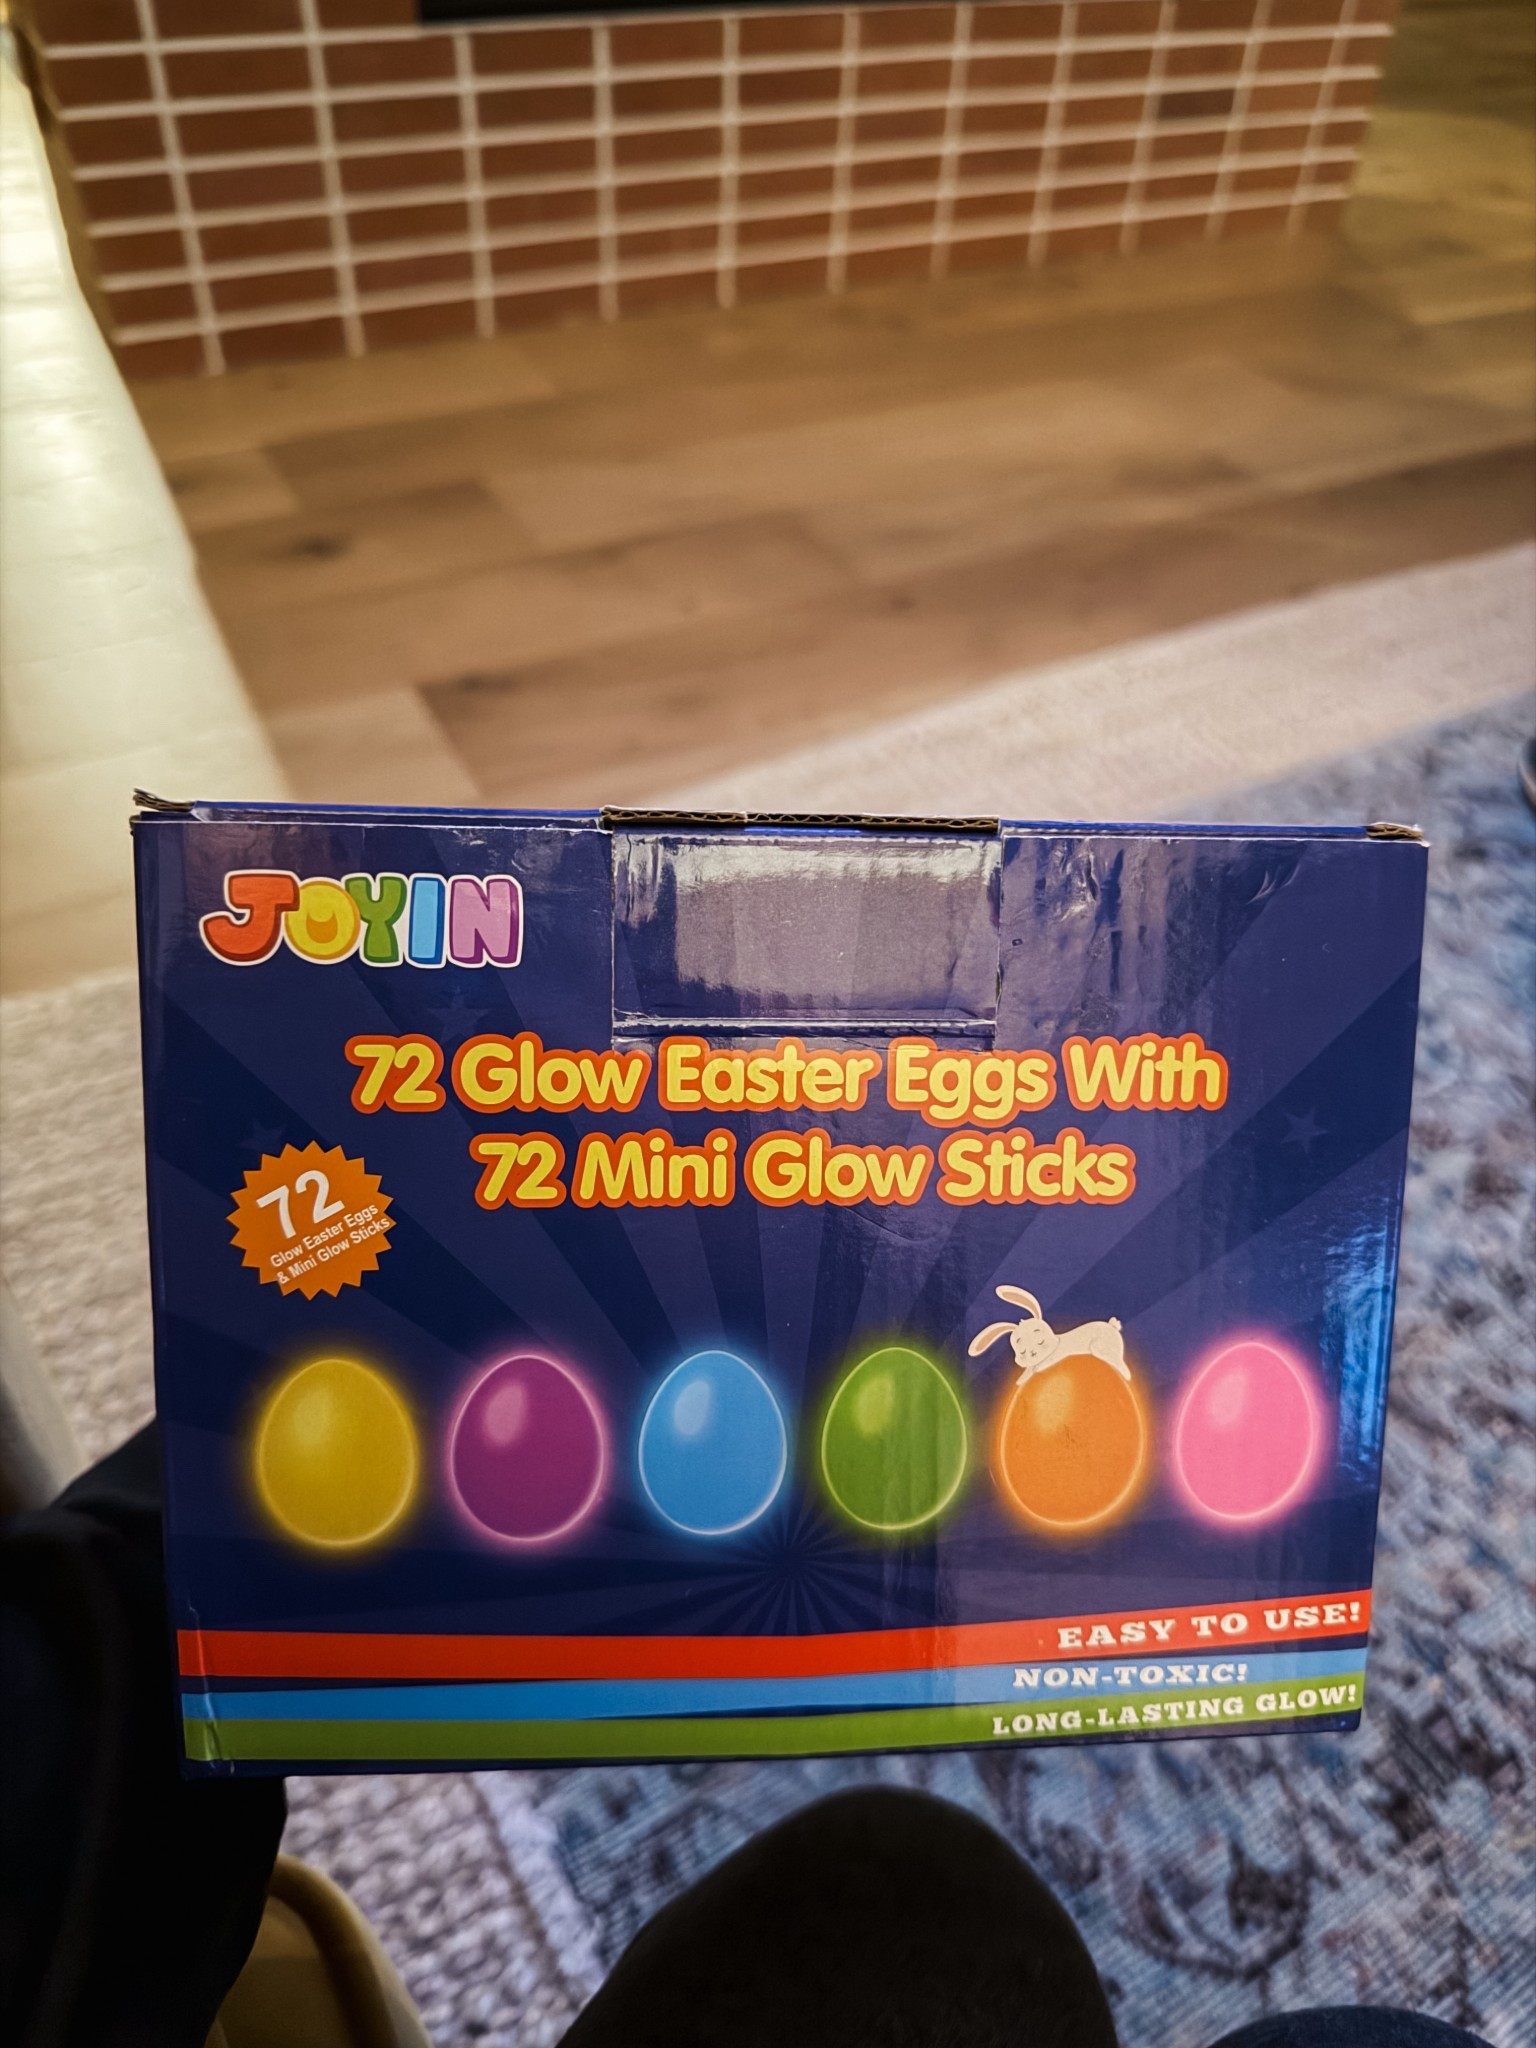 JOYIN
72 Glow Easter Eggs With
72 Mini Glow Sticks
72
Glow Easter Eggs
& Mini Glow Sticks
EASY TO USE!
NON-TOXIC!
LONG-LASTING GLOW!